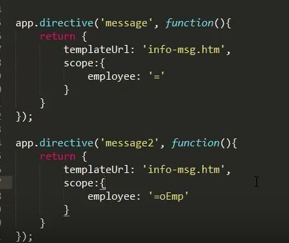 app.directive('message', function(){
return {
templateUrl: 'info-msg.htm',
scope:{
employee: '='
}
}
});
app.directive('message2', function(){
return {
templateUrl: 'info-msg.htm',
scope:{
employee: '=oEmp'
}
}
});